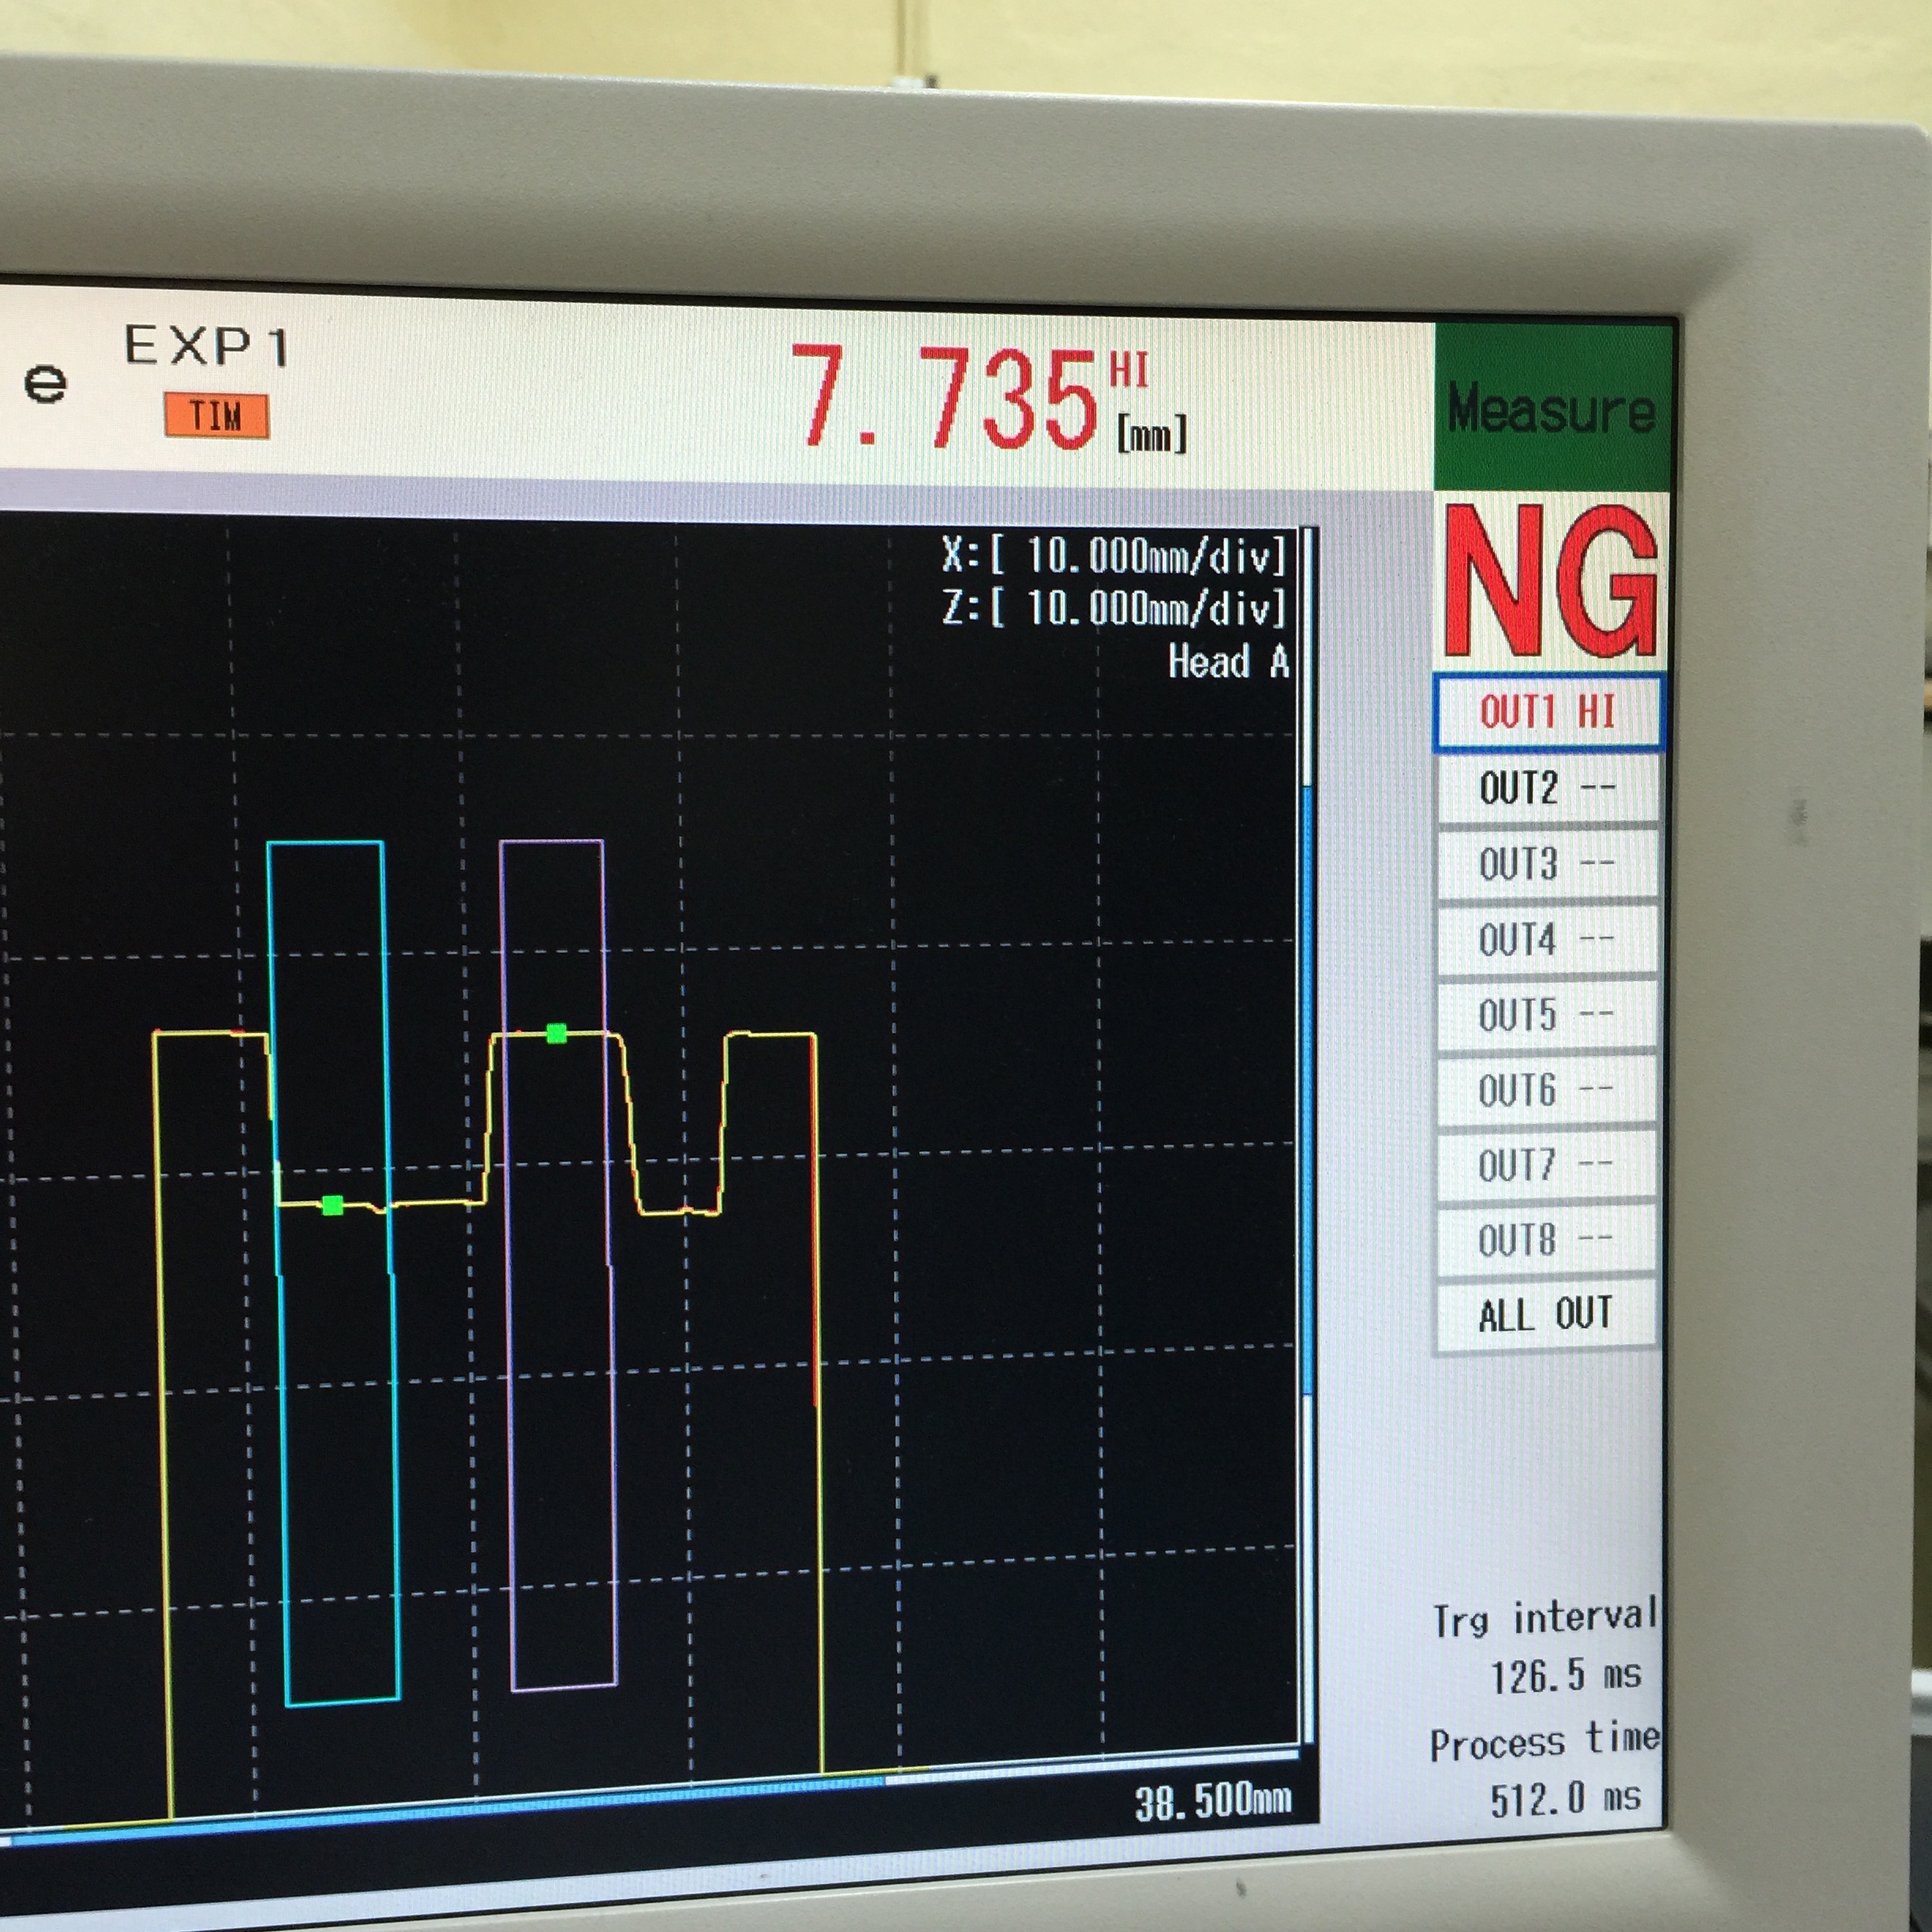 e
EXP1
TIM
7.735 HI
[mm]
Measure
NG
X:[ 10.000mm/div]
Z:[ 10.000mm/div]
Head A
OUT1 HI
OUT2 --
OUT3 --
OUT4 --
OUT5 --
OUT6 --
OUT7 --
OUT8 --
ALL OUT
Trg interval
126.5 ms
Process time
512.0 ms
38.500mm